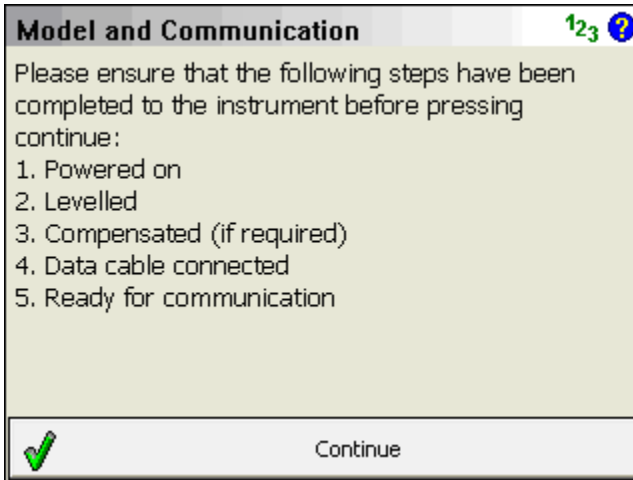 Model and Communication 123 ?
Please ensure that the following steps have been
completed to the instrument before pressing
continue:
1. Powered on
2. Levelled
3. Compensated (if required)
4. Data cable connected
5. Ready for communication
Continue